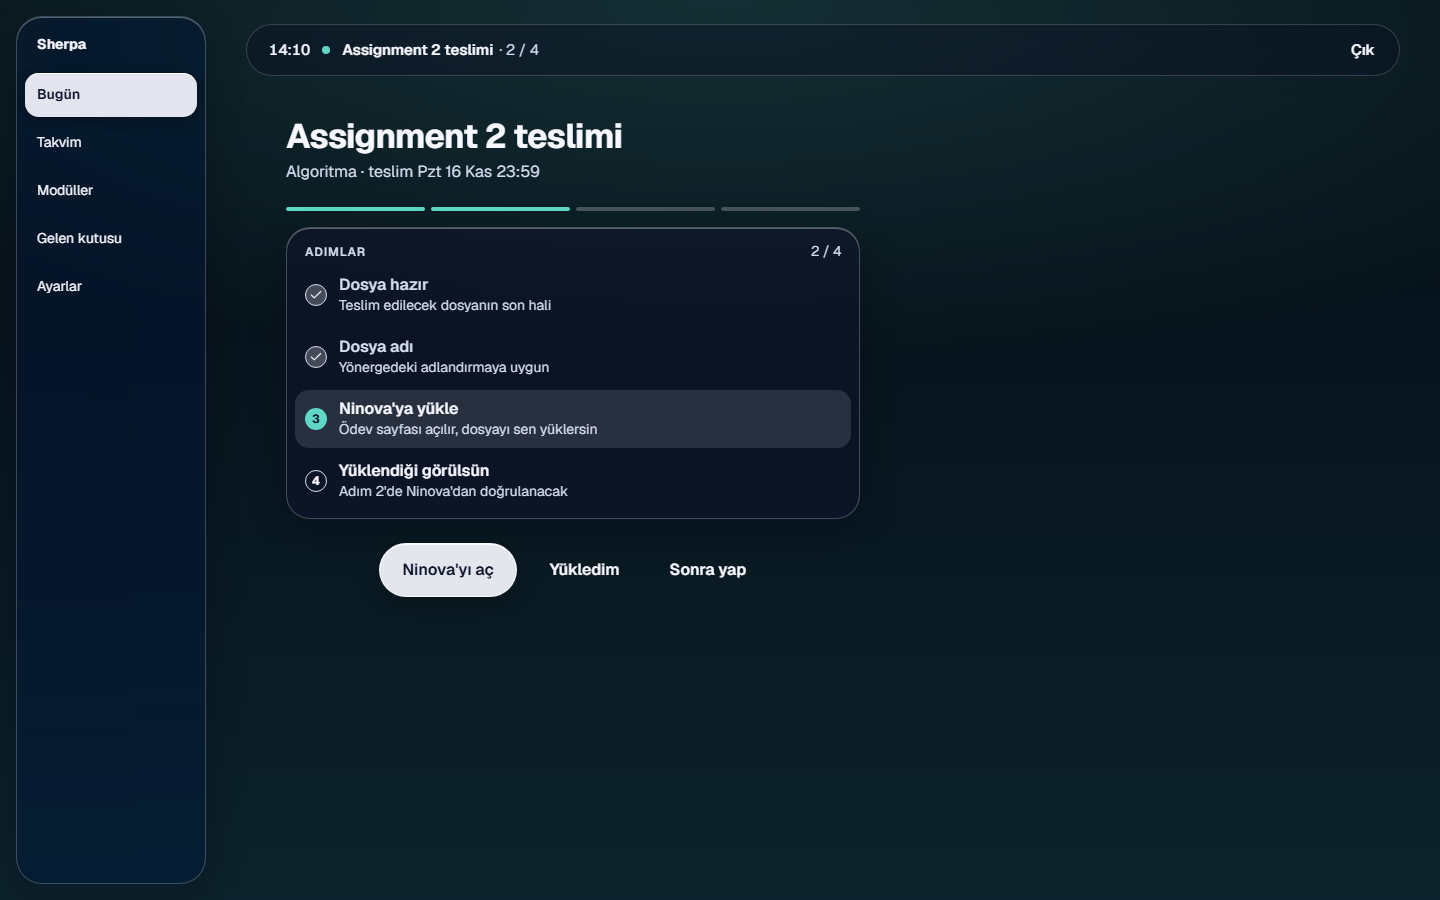 Sherpa
Bugün
Takvim
Modüller
Gelen kutusu
Ayarlar
14:10 Assignment 2 teslimi · 2 / 4
Çık
Assignment 2 teslimi
Algoritma · teslim Pzt 16 Kas 23:59
ADIMLAR 2 / 4
Dosya hazır
Teslim edilecek dosyanın son hali
Dosya adı
Yönergedeki adlandırmaya uygun
3 Ninova'ya yükle
Ödev sayfası açılır, dosyayı sen yüklersin
4 Yüklendiği görülsün
Adım 2'de Ninova'dan doğrulanacak
Ninova'yı aç Yükledim Sonra yap